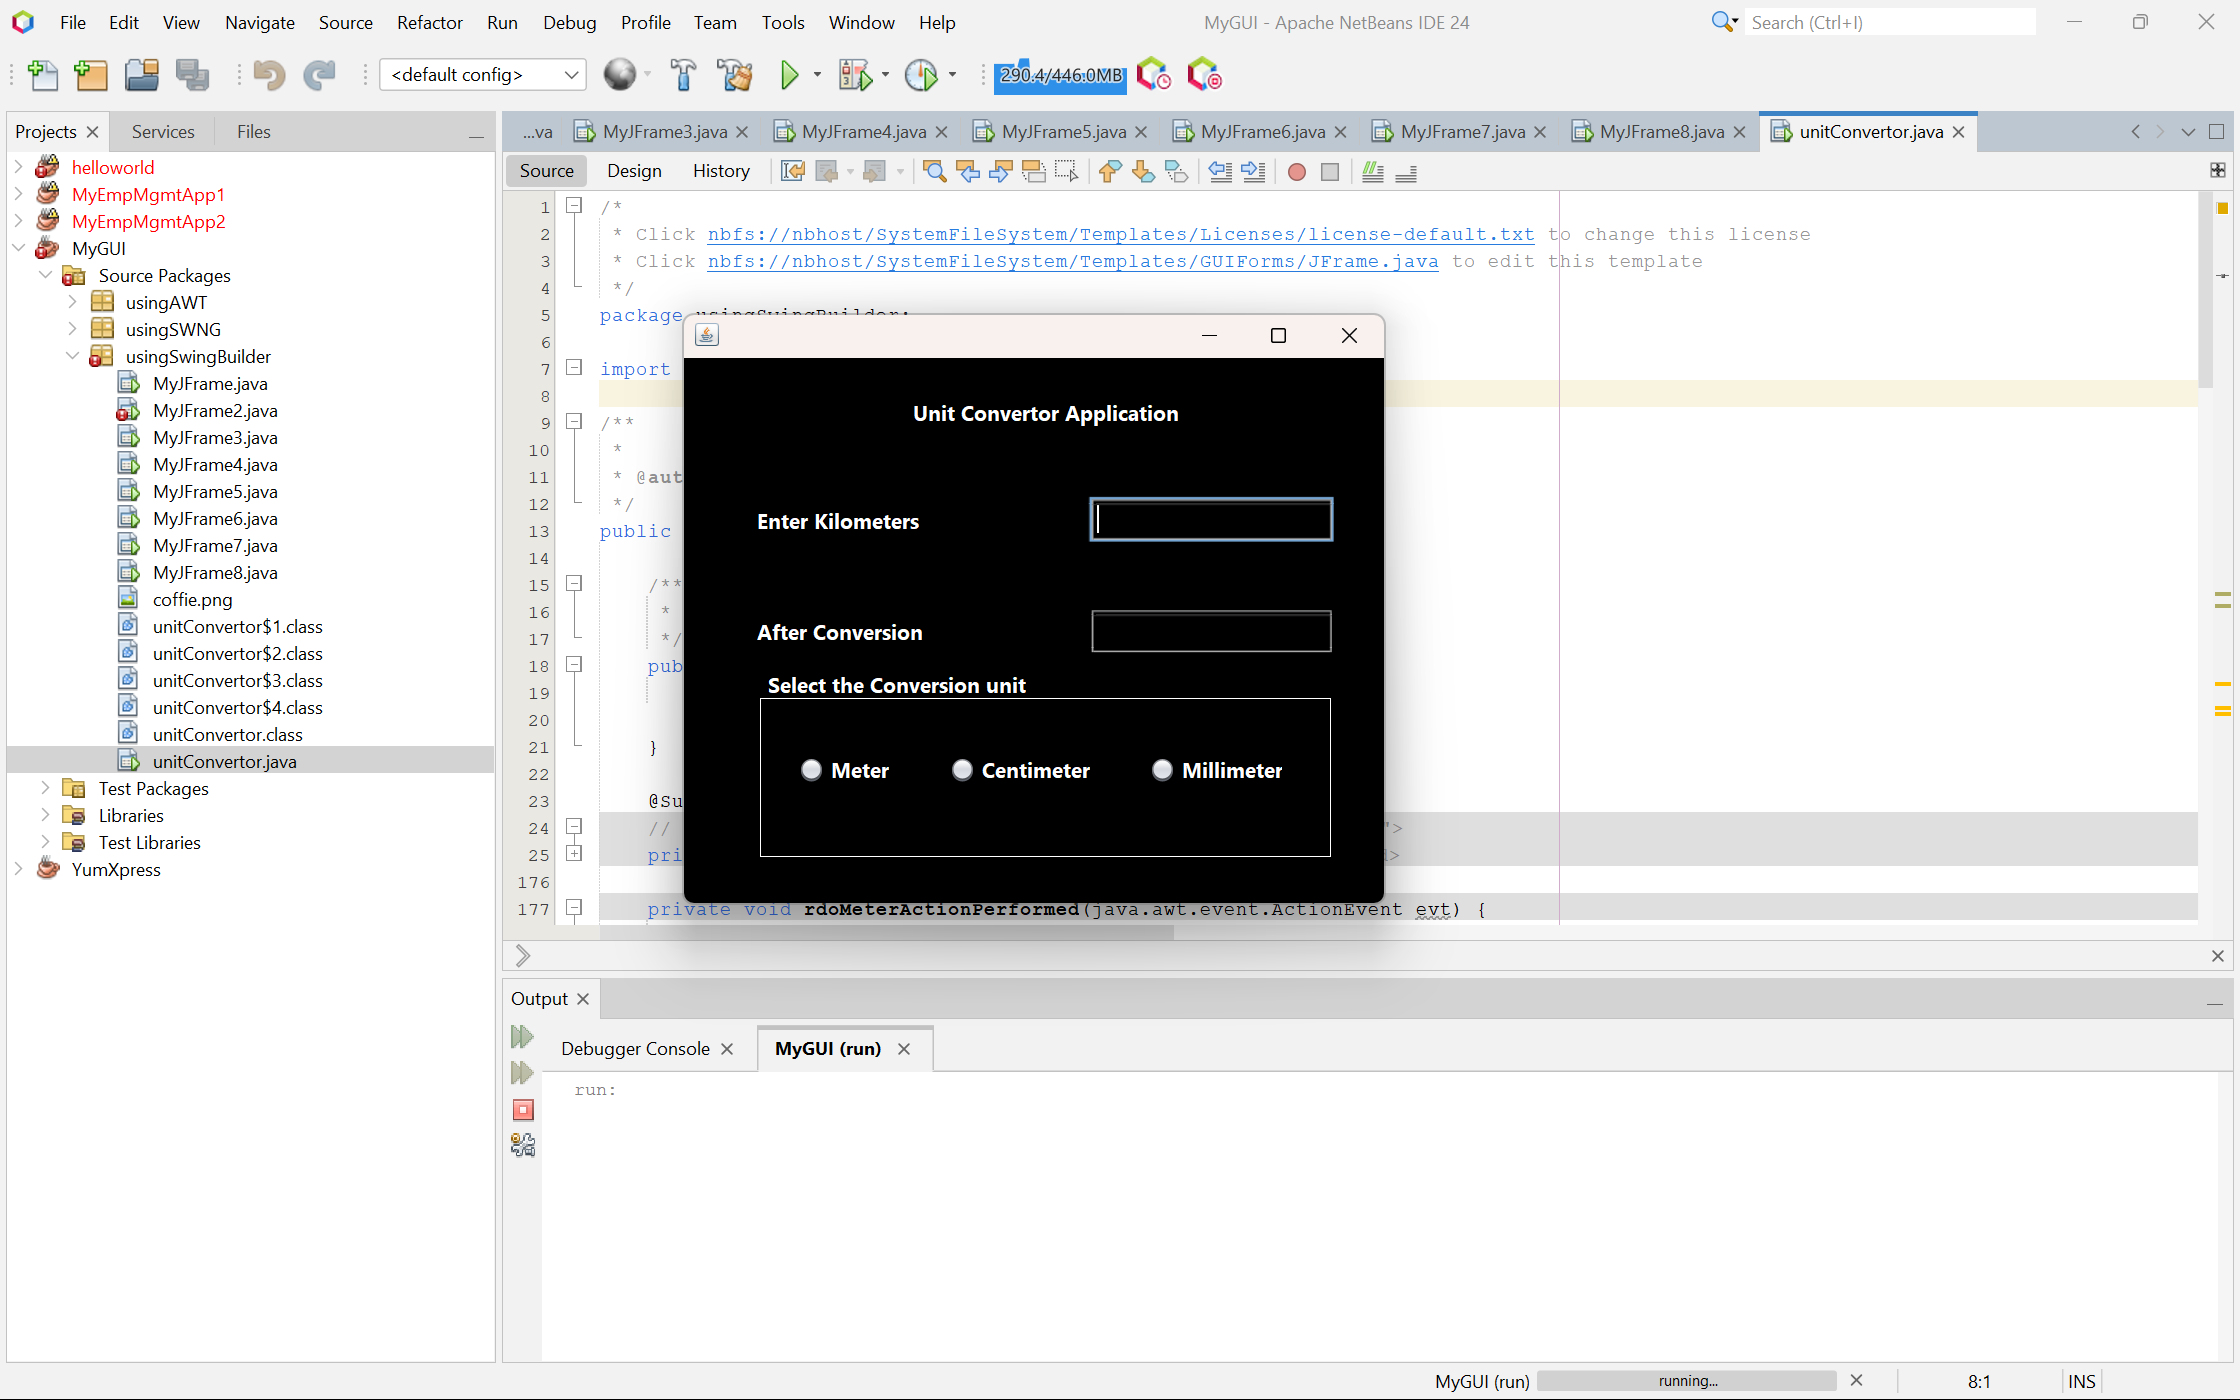 File Edit View Navigate Source Refactor Run Debug Profile Team Tools Window Help
MyGUI - Apache NetBeans IDE 24
Search (Ctrl+I)
<default config>
290.4/446.0MB
Projects Services Files
helloworld
MyEmpMgmtApp1
MyEmpMgmtApp2
MyGUI
Source Packages
usingAWT
usingSWNG
usingSwingBuilder
MyJFrame.java
MyJFrame2.java
MyJFrame3.java
MyJFrame4.java
MyJFrame5.java
MyJFrame6.java
MyJFrame7.java
MyJFrame8.java
coffie.png
unitConvertor$1.class
unitConvertor$2.class
unitConvertor$3.class
unitConvertor$4.class
unitConvertor.class
unitConvertor.java
Test Packages
Libraries
Test Libraries
YumXpress
...va MyJFrame3.java MyJFrame4.java MyJFrame5.java MyJFrame6.java MyJFrame7.java MyJFrame8.java unitConvertor.java
Source Design History
1 /*
2 * Click nbfs://nbhost/SystemFileSystem/Templates/Licenses/license-default.txt to change this license
3 * Click nbfs://nbhost/SystemFileSystem/Templates/GUIForms/JFrame.java to edit this template
4 */
5 package usingSwingBuilder;
6
7 import
8
9 /**
10 *
11 * @aut
12 */
13 public
14
15 /**
16 *
17 */
18 pub
19
20
21 }
22
23 @Su
24 // ">
25 pri >
176
177 private void rdoMeterActionPerformed(java.awt.event.ActionEvent evt) {
Unit Convertor Application
Enter Kilometers
After Conversion
Select the Conversion unit
Meter Centimeter Millimeter
Output
Debugger Console MyGUI (run)
run:
MyGUI (run) running... 8:1 INS